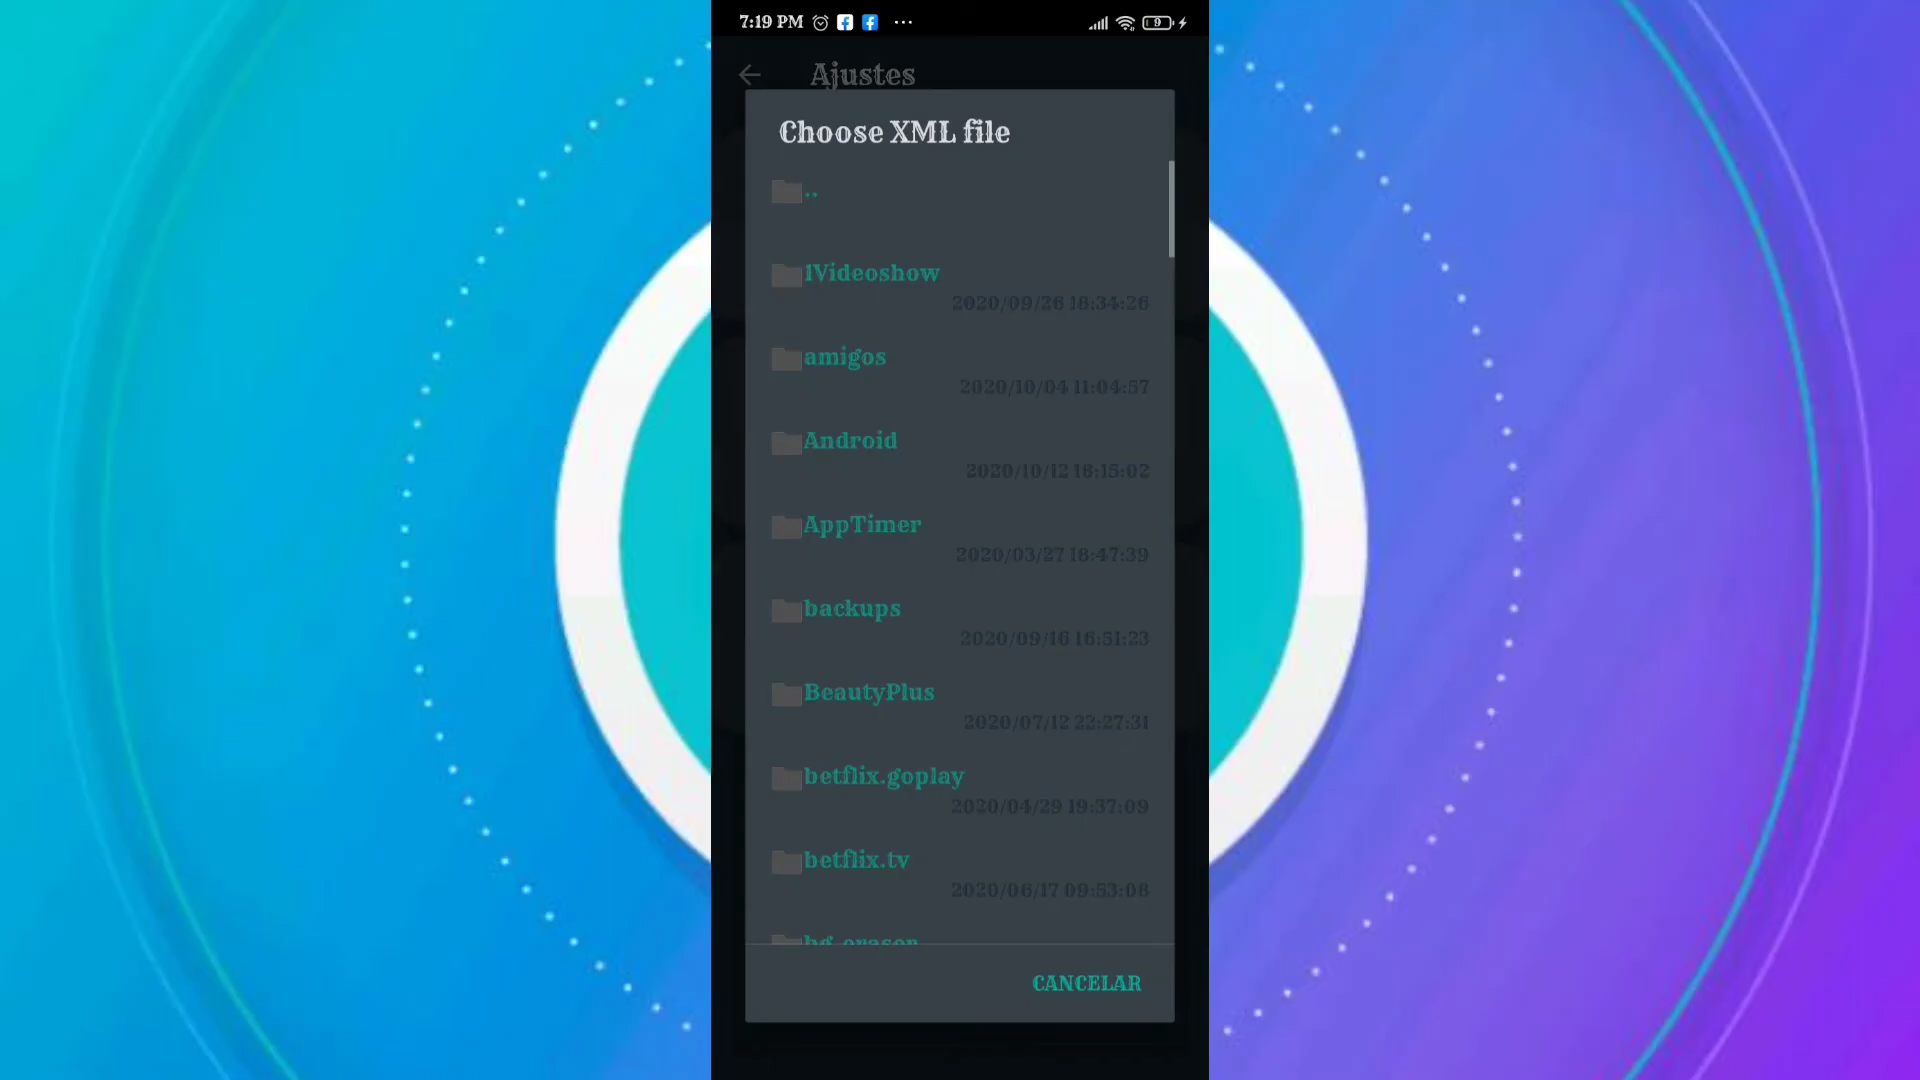 7:19 PM
9
Ajustes
Choose XML file
..
1Videoshow
2020/09/26 18:34:26
amigos
2020/10/04 11:04:57
Android
2020/10/12 16:15:02
AppTimer
2020/03/27 16:47:39
backups
2020/09/16 16:51:23
BeautyPlus
2020/07/12 22:27:31
betflix.goplay
2020/04/29 19:37:09
betflix.tv
2020/06/17 09:53:06
CANCELAR